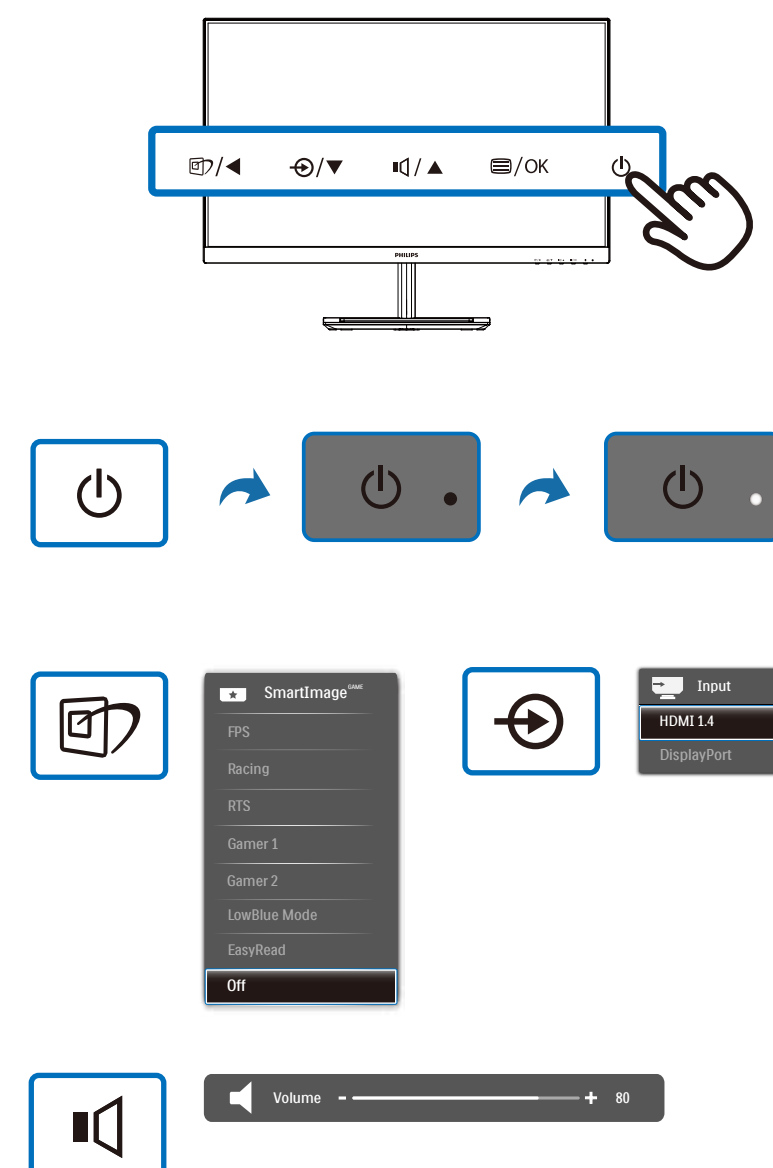 /◀ /▼ /▲ /OK
PHILIPS
SmartImage GAME
FPS
Racing
RTS
Gamer 1
Gamer 2
LowBlue Mode
EasyRead
Off
Input
HDMI 1.4
DisplayPort
Volume - + 80